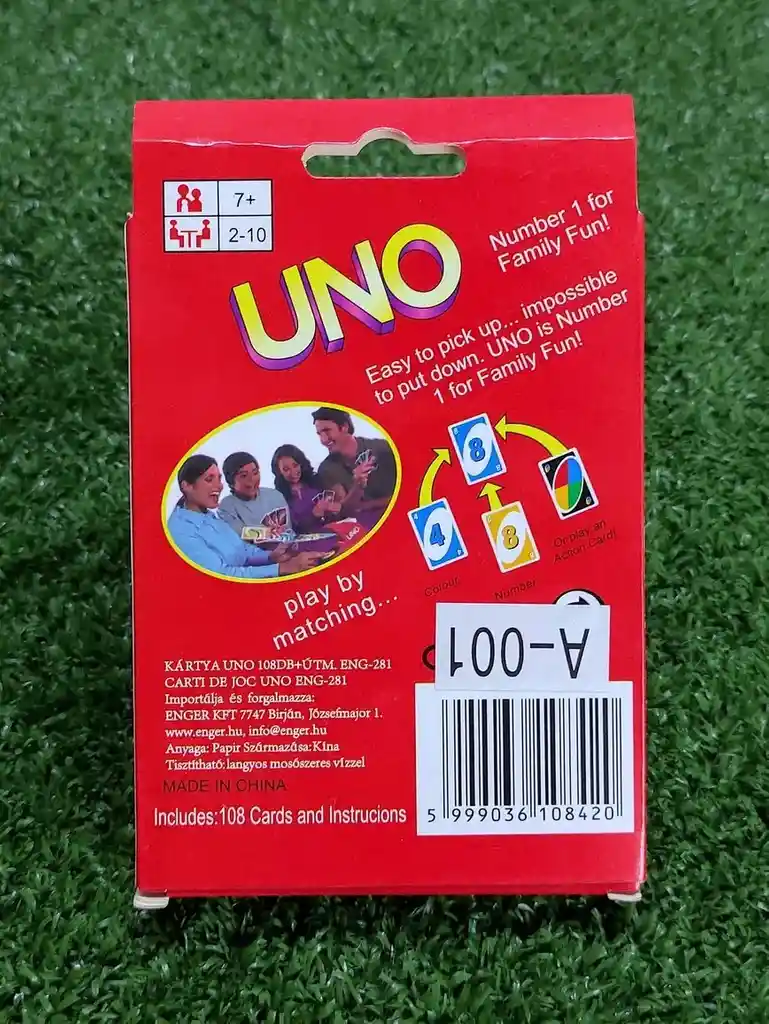 7+
2-10
UNO
Number 1 for
Family Fun!
Easy to pick up... impossible
to put down. UNO is Number
1 for Family Fun!
8
4
8
UNO
Colour
Number
Or play an
Action Card!
play by
matching...
A-001
KÁRTYA UNO 108DB+ÚTM. ENG-281
CARTI DE JOC UNO ENG-281
Importálja és forgalmazza:
ENGER KFT 7747 Birján, Józsefmajor 1.
www.enger.hu, info@enger.hu
Anyaga: Papir Származása:Kína
Tisztítható:langyos mosószeres vízzel
MADE IN CHINA
Includes:108 Cards and Instrucions
5 999036 108420